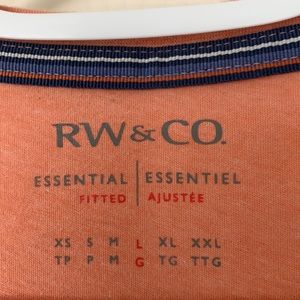 RW&CO.
ESSENTIAL | ESSENTIEL
FITTED | AJUSTÉE
XS S M L XL XXL
TP P M G TG TTG